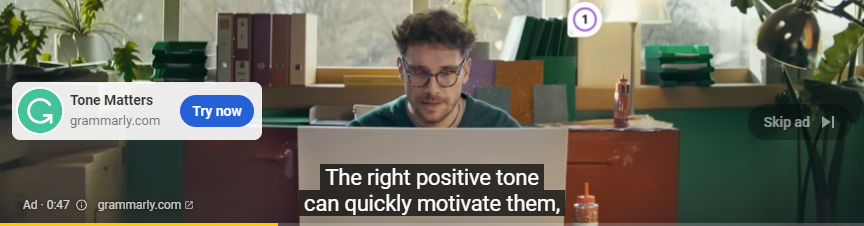 1
Tone Matters
grammarly.com
Try now
Skip ad
The right positive tone
can quickly motivate them,
Ad · 0:47
grammarly.com